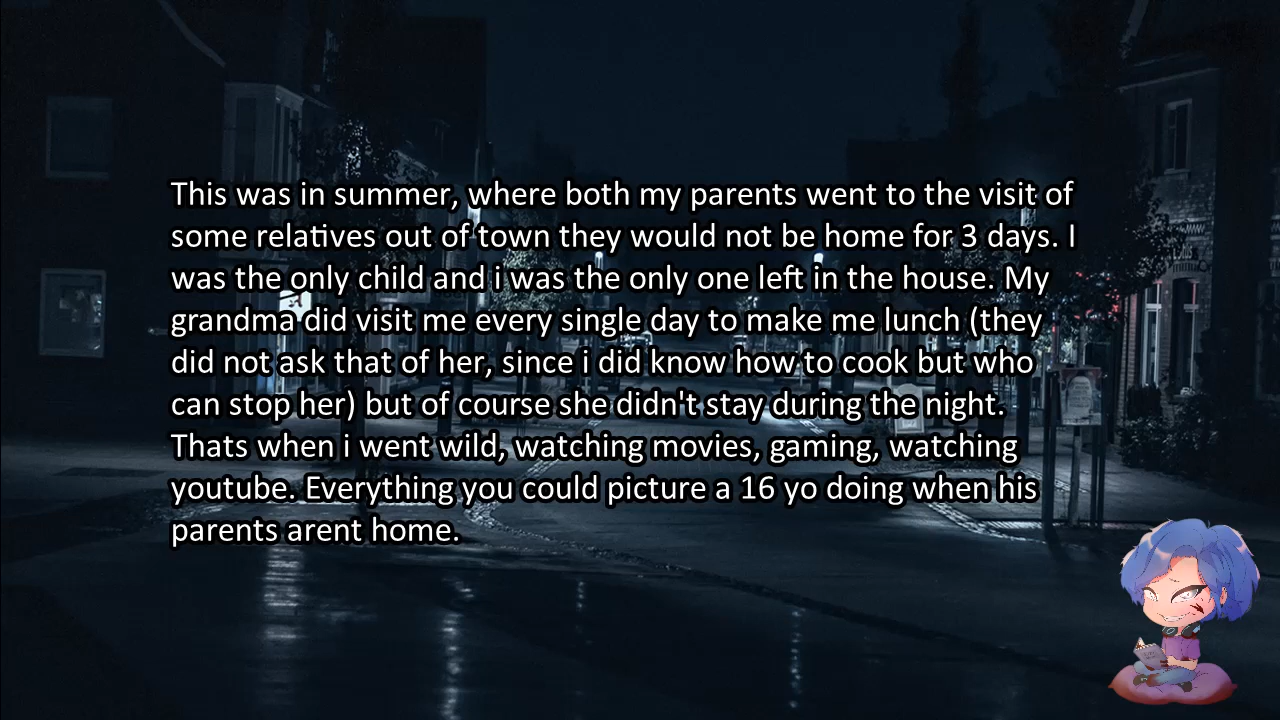 This was in summer, where both my parents went to the visit of
some relatives out of town they would not be home for 3 days. I
was the only child and i was the only one left in the house. My
grandma did visit me every single day to make me lunch (they
did not ask that of her, since i did know how to cook but who
can stop her) but of course she didn't stay during the night.
Thats when i went wild, watching movies, gaming, watching
youtube. Everything you could picture a 16 yo doing when his
parents arent home.